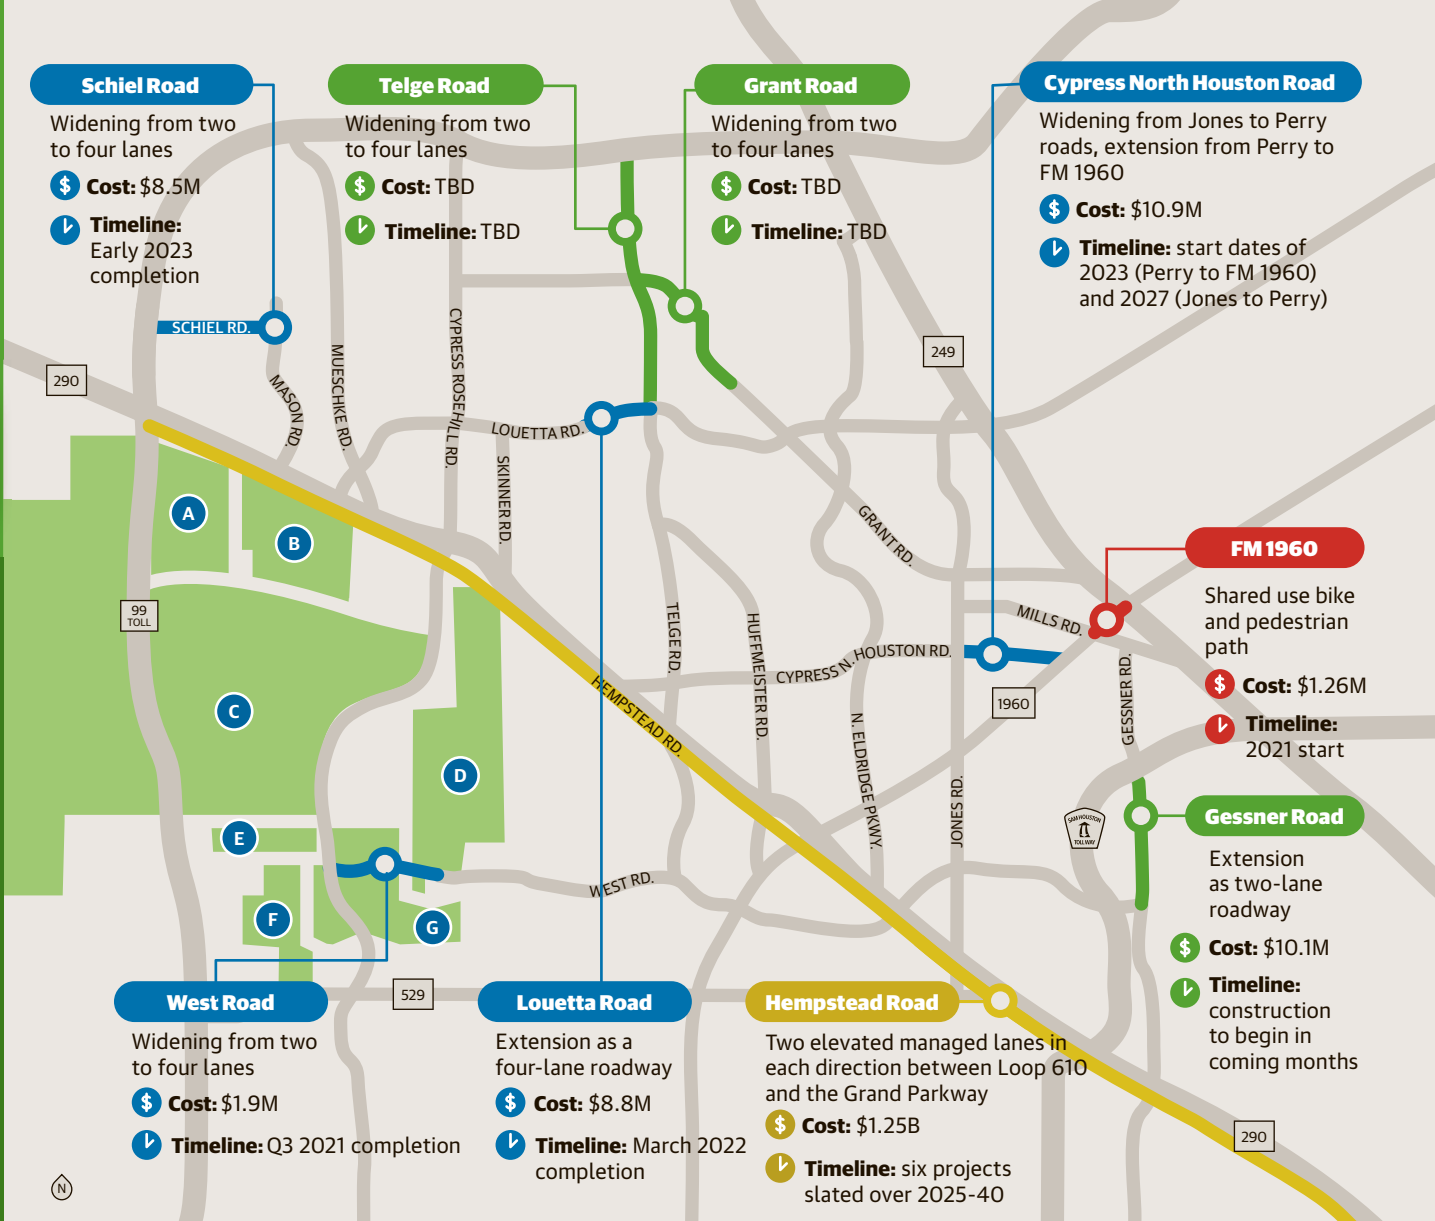 Schiel Road
Widening from two
to four lanes
$ Cost: $8.5M
Timeline:
Early 2023
completion
Telge Road
Widening from two
to four lanes
$ Cost: TBD
Timeline: TBD
Grant Road
Widening from two
to four lanes
$ Cost: TBD
Timeline: TBD
Cypress North Houston Road
Widening from Jones to Perry
roads, extension from Perry to
FM 1960
$ Cost: $10.9M
Timeline: start dates of
2023 (Perry to FM 1960)
and 2027 (Jones to Perry)
SCHIEL RD.
290
MASON RD.
MUESCHKE RD.
CYPRESS ROSEHILL RD.
249
LOUETTA RD.
SKINNER RD.
A
B
GRANT RD.
99
TOLL
TELGE RD.
HUFFMEISTER RD.
CYPRESS N. HOUSTON RD.
MILLS RD.
FM 1960
Shared use bike
and pedestrian
path
$ Cost: $1.26M
Timeline:
2021 start
1960
GESSNER RD.
C
HEMPSTEAD RD.
N. ELDRIDGE PKWY.
JONES RD.
D
E
SAM HOUSTON
TOLLWAY
Gessner Road
Extension
as two-lane
roadway
$ Cost: $10.1M
Timeline:
construction
to begin in
coming months
WEST RD.
F
G
529
West Road
Widening from two
to four lanes
$ Cost: $1.9M
Timeline: Q3 2021 completion
Louetta Road
Extension as a
four-lane roadway
$ Cost: $8.8M
Timeline: March 2022
completion
Hempstead Road
Two elevated managed lanes in
each direction between Loop 610
and the Grand Parkway
$ Cost: $1.25B
Timeline: six projects
slated over 2025-40
290
N